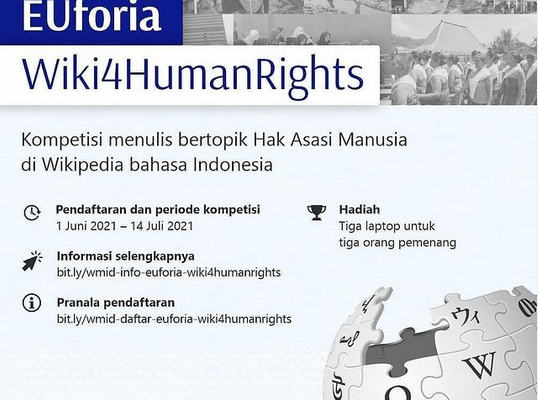 EUforia
Wiki4HumanRights
Kompetisi menulis bertopik Hak Asasi Manusia
di Wikipedia bahasa Indonesia
Pendaftaran dan periode kompetisi
1 Juni 2021 – 14 Juli 2021
Informasi selengkapnya
bit.ly/wmid-info-euforia-wiki4humanrights
Pranala pendaftaran
bit.ly/wmid-daftar-euforia-wiki4humanrights
Hadiah
Tiga laptop untuk
tiga orang pemenang
ウィ
И
W